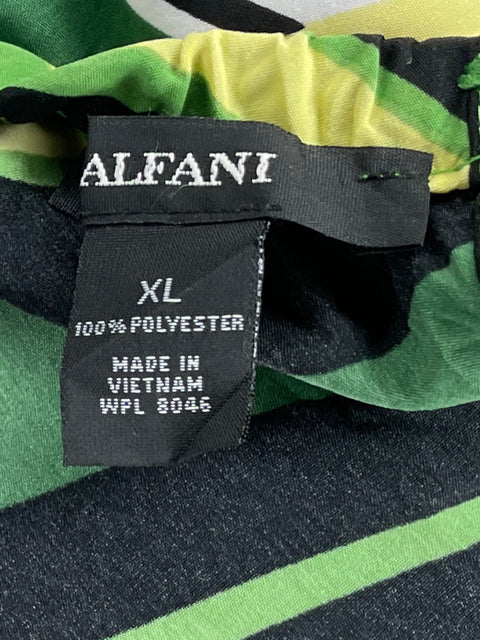 ALFANI
XL
100% POLYESTER
MADE IN
VIETNAM
WPL 8046